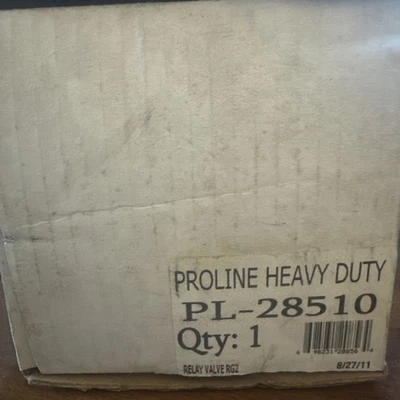 PROLINE HEAVY DUTY
PL-28510
Qty: 1
RELAY VALVE RG2
8/27/11